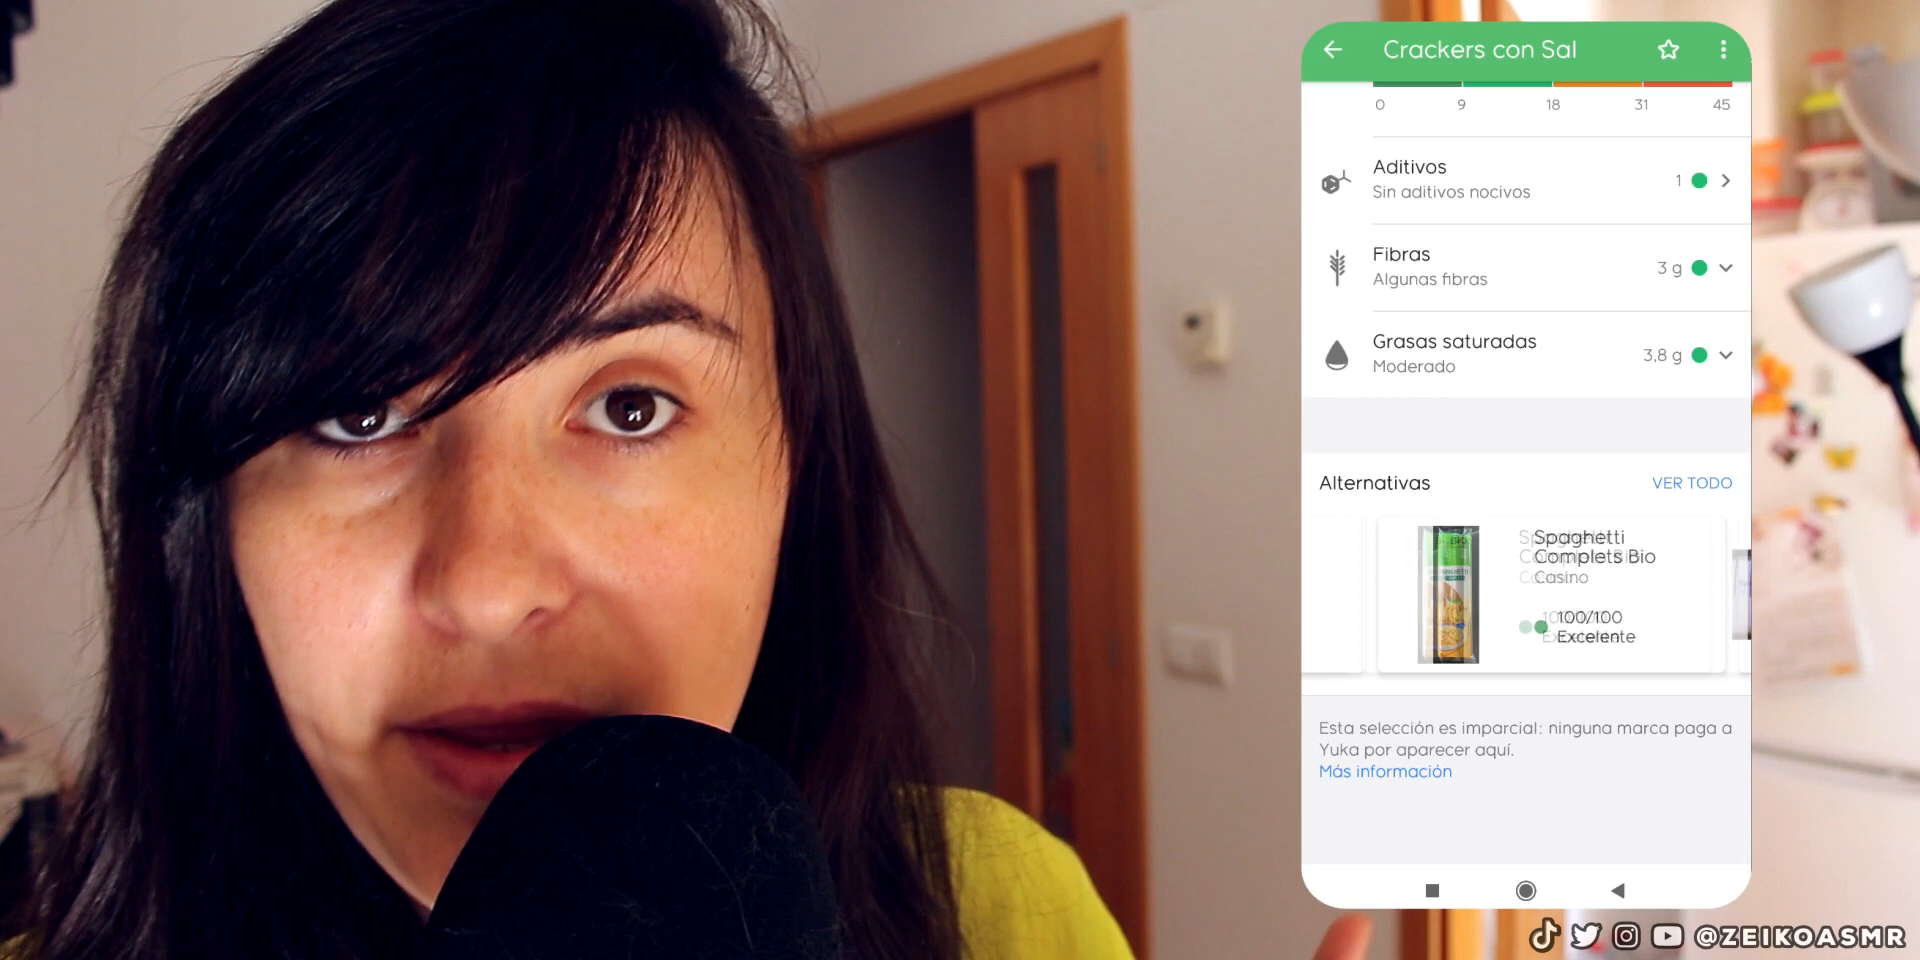 Crackers con Sal
0 9 18 31 45
Aditivos
Sin aditivos nocivos
1
Fibras
Algunas fibras
3 g
Grasas saturadas
Moderado
3,8 g
Alternativas
VER TODO
BIO
Spaghetti
Complets Bio
Casino
100/100
Excelente
Esta selección es imparcial: ninguna marca paga a
Yuka por aparecer aquí.
Más información
@ZEIKOASMR